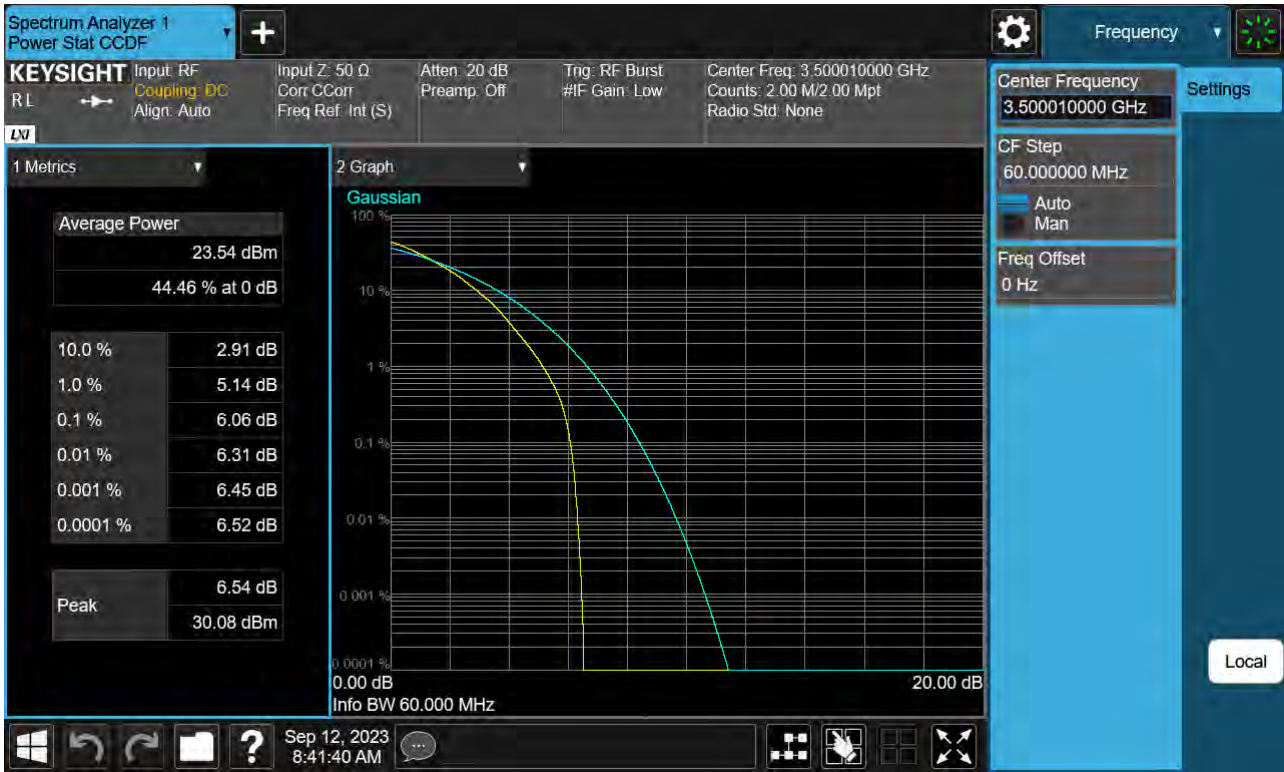 Spectrum Analyzer 1
Power Stat CCDF
+
Frequency
KEYSIGHT
RL
LXI
Input: RF
Coupling: DC
Align: Auto
Input Z: 50 Ω
Corr CCorr
Freq Ref: Int (S)
Atten: 20 dB
Preamp: Off
Trig: RF Burst
#IF Gain: Low
Center Freq: 3.500010000 GHz
Counts: 2.00 M/2.00 Mpt
Radio Std: None
Center Frequency
3.500010000 GHz
Settings
CF Step
60.000000 MHz
Auto
Man
Freq Offset
0 Hz
Local
1 Metrics
Average Power
23.54 dBm
44.46 % at 0 dB
10.0 % 2.91 dB
1.0 % 5.14 dB
0.1 % 6.06 dB
0.01 % 6.31 dB
0.001 % 6.45 dB
0.0001 % 6.52 dB
Peak
6.54 dB
30.08 dBm
2 Graph
Gaussian
100 %
10 %
1 %
0.1 %
0.01 %
0.001 %
0.0001 %
0.00 dB 20.00 dB
Info BW 60.000 MHz
?
Sep 12, 2023
8:41:40 AM